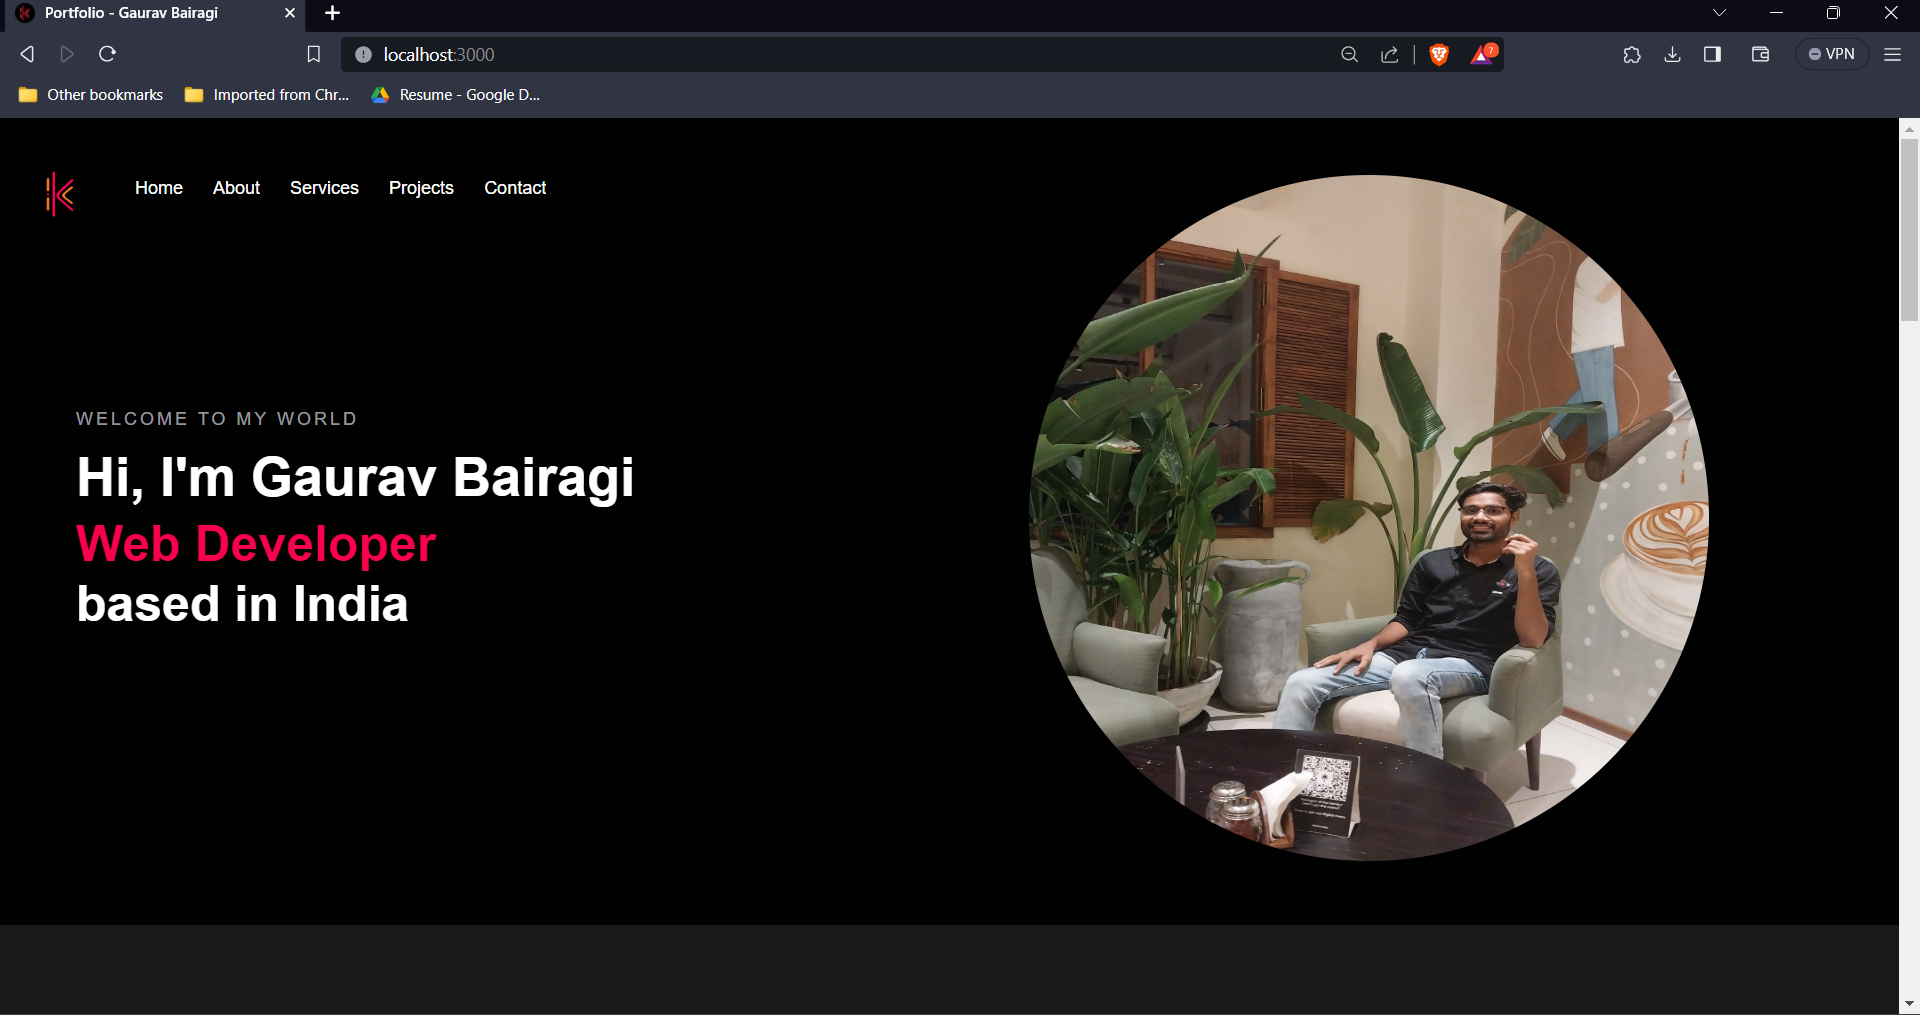 Portfolio - Gaurav Bairagi
localhost:3000
7
VPN
Other bookmarks
Imported from Chr...
Resume - Google D...
Home
About
Services
Projects
Contact
WELCOME TO MY WORLD
Hi, I'm Gaurav Bairagi
Web Developer
based in India